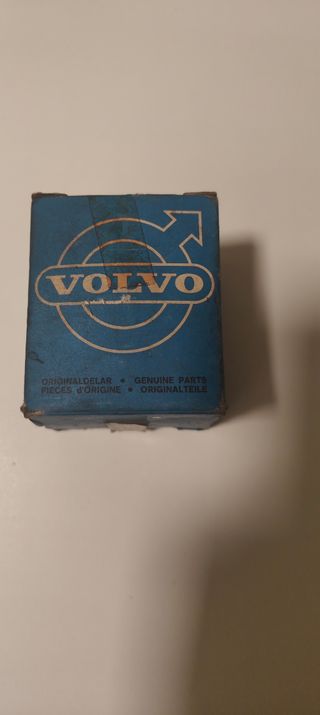 VOLVO
ORIGINALDELAR • GENUINE PARTS
PIECES d'ORIGINE • ORIGINALTEILE